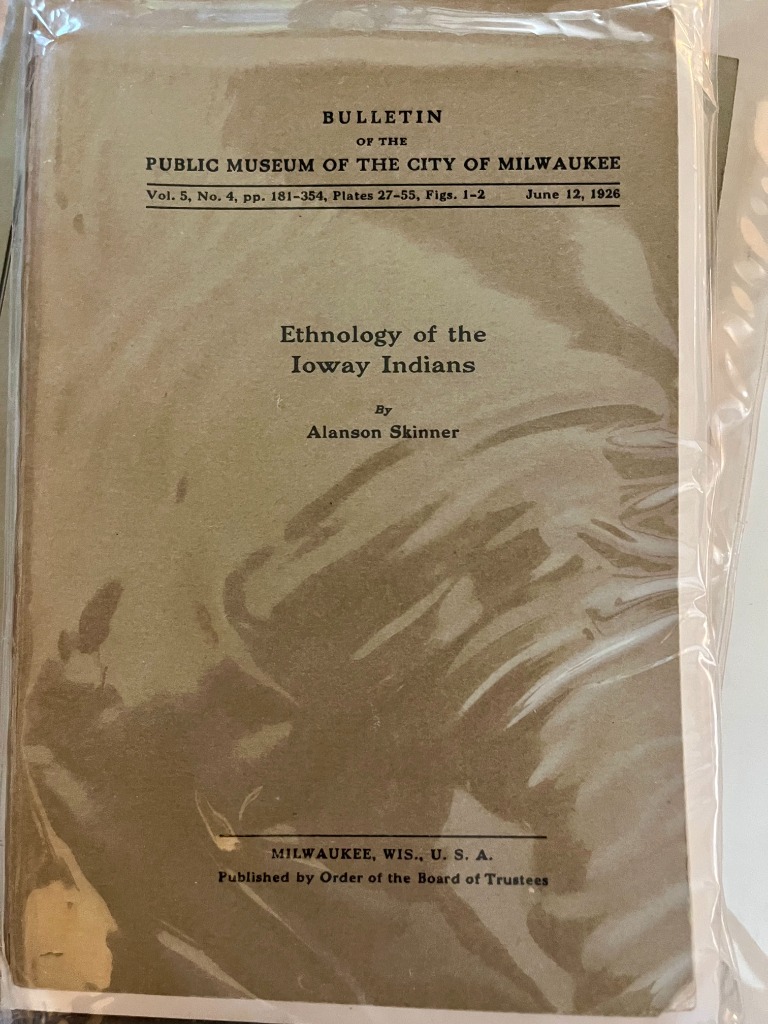 BULLETIN
OF THE
PUBLIC MUSEUM OF THE CITY OF MILWAUKEE
Vol. 5, No. 4, pp. 181-354, Plates 27-55, Figs. 1-2 June 12, 1926
Ethnology of the
Ioway Indians
By
Alanson Skinner
MILWAUKEE, WIS., U. S. A.
Published by Order of the Board of Trustees